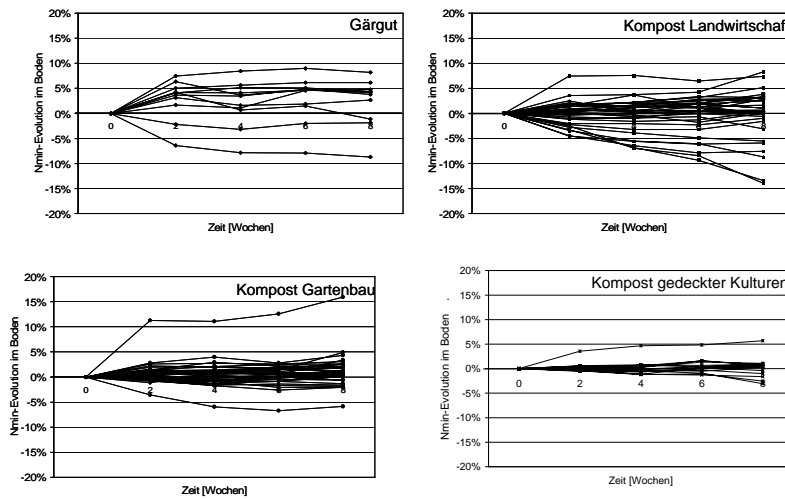 Gärgut
Nmin-Evolution im Boden
20%
15%
10%
5%
0%
-5%
-10%
-15%
-20%
0 2 4 6 8
Zeit [Wochen]
Kompost Landwirtschaf
Nmin-Evolution im Boden
20%
15%
10%
5%
0%
-5%
-10%
-15%
-20%
0
Zeit [Wochen]
Kompost Gartenbau
Nmin-Evolution im Boden
20%
15%
10%
5%
0%
-5%
-10%
-15%
-20%
0 2 4 6 8
Zeit [Wochen]
Kompost gedeckter Kulturen
Nmin-Evolution im Boden
20%
15%
10%
5%
0%
-5%
-10%
-15%
-20%
0 2 4 6 8
Zeit [Wochen]